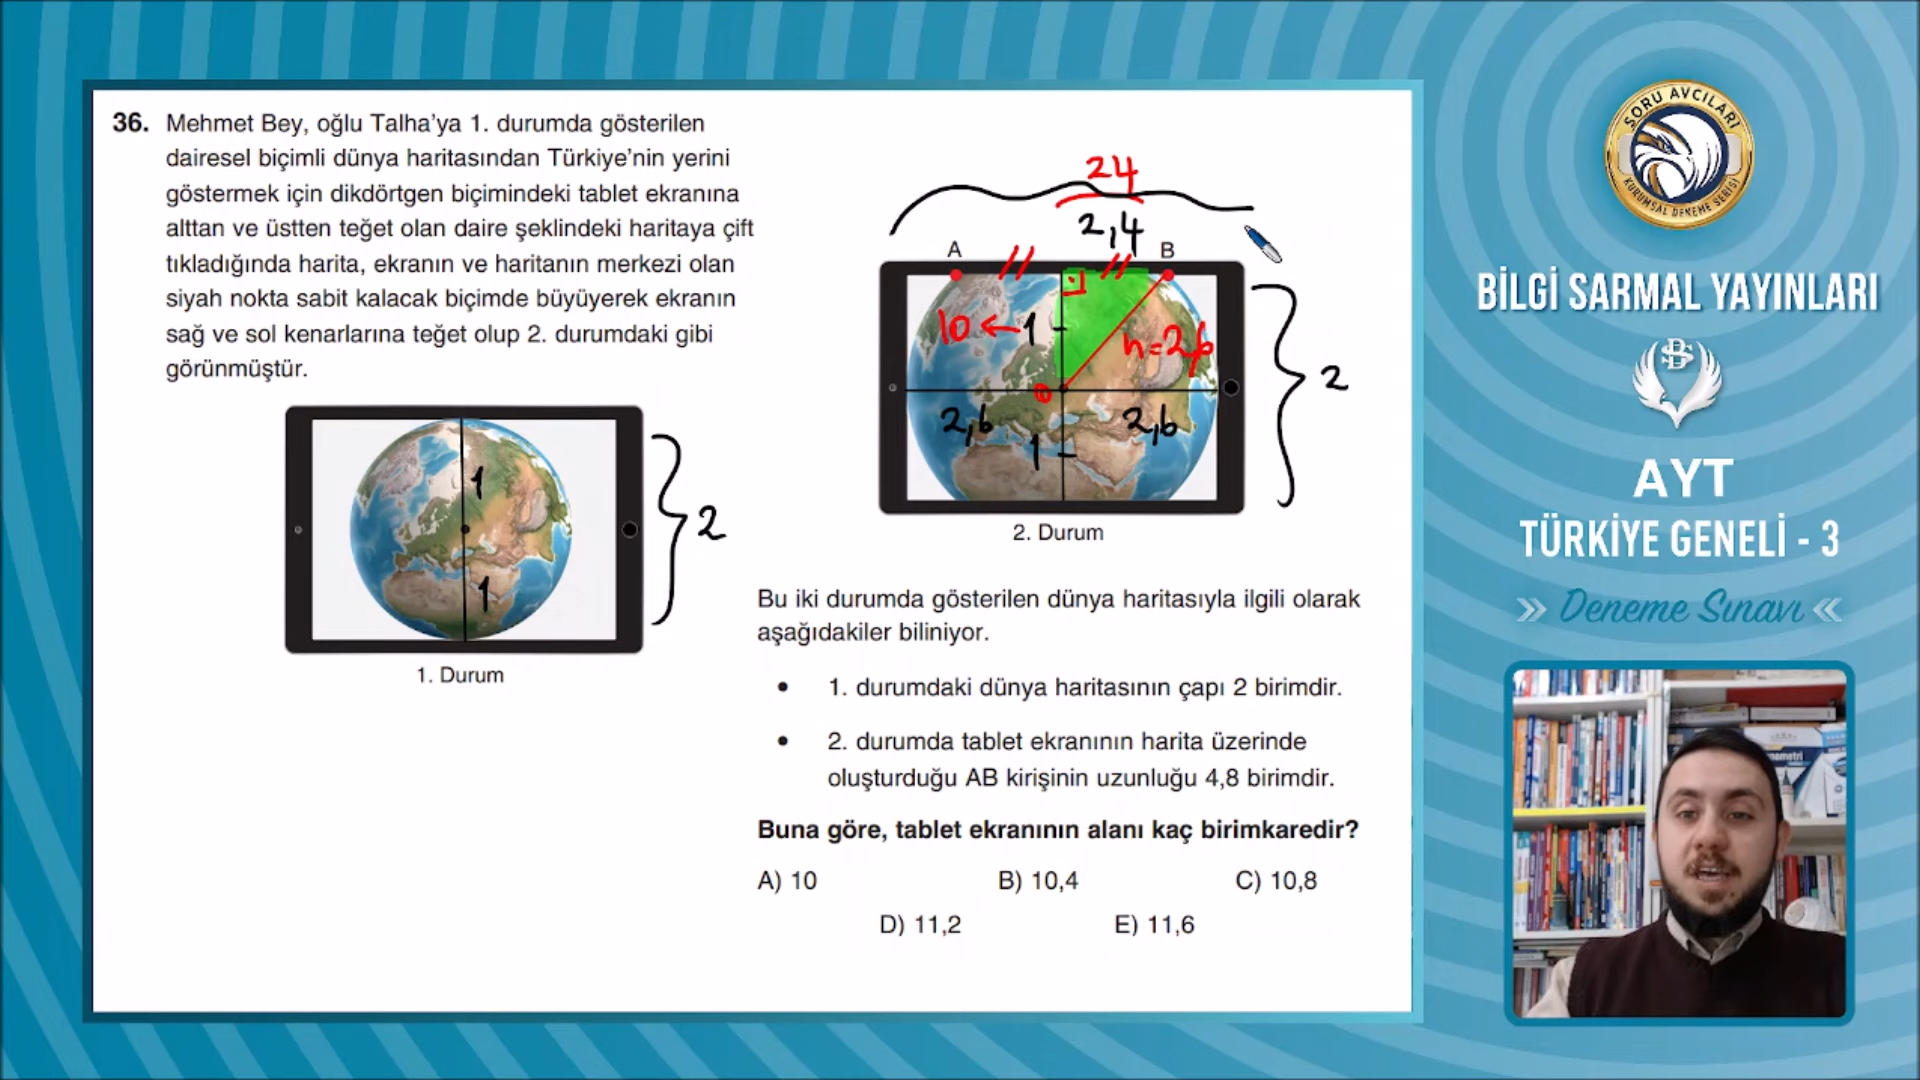 36. Mehmet Bey, oğlu Talha'ya 1. durumda gösterilen
dairesel biçimli dünya haritasından Türkiye'nin yerini
göstermek için dikdörtgen biçimindeki tablet ekranına
alttan ve üstten teğet olan daire şeklindeki haritaya çift
tıkladığında harita, ekranın ve haritanın merkezi olan
siyah nokta sabit kalacak biçimde büyüyerek ekranın
sağ ve sol kenarlarına teğet olup 2. durumdaki gibi
görünmüştür.
1
1
2
1. Durum
24
2,4
A
B
10 ← 1
r=2,6
2
O
2,6
2,6
1
2. Durum
Bu iki durumda gösterilen dünya haritasıyla ilgili olarak
aşağıdakiler biliniyor.
• 1. durumdaki dünya haritasının çapı 2 birimdir.
• 2. durumda tablet ekranının harita üzerinde
oluşturduğu AB kirişinin uzunluğu 4,8 birimdir.
Buna göre, tablet ekranının alanı kaç birimkaredir?
A) 10 B) 10,4 C) 10,8
D) 11,2 E) 11,6
SORU AVCILARI
KURUMSAL DENEME SERİSİ
BİLGİ SARMAL YAYINLARI
AYT
TÜRKİYE GENELİ - 3
Deneme Sınavı